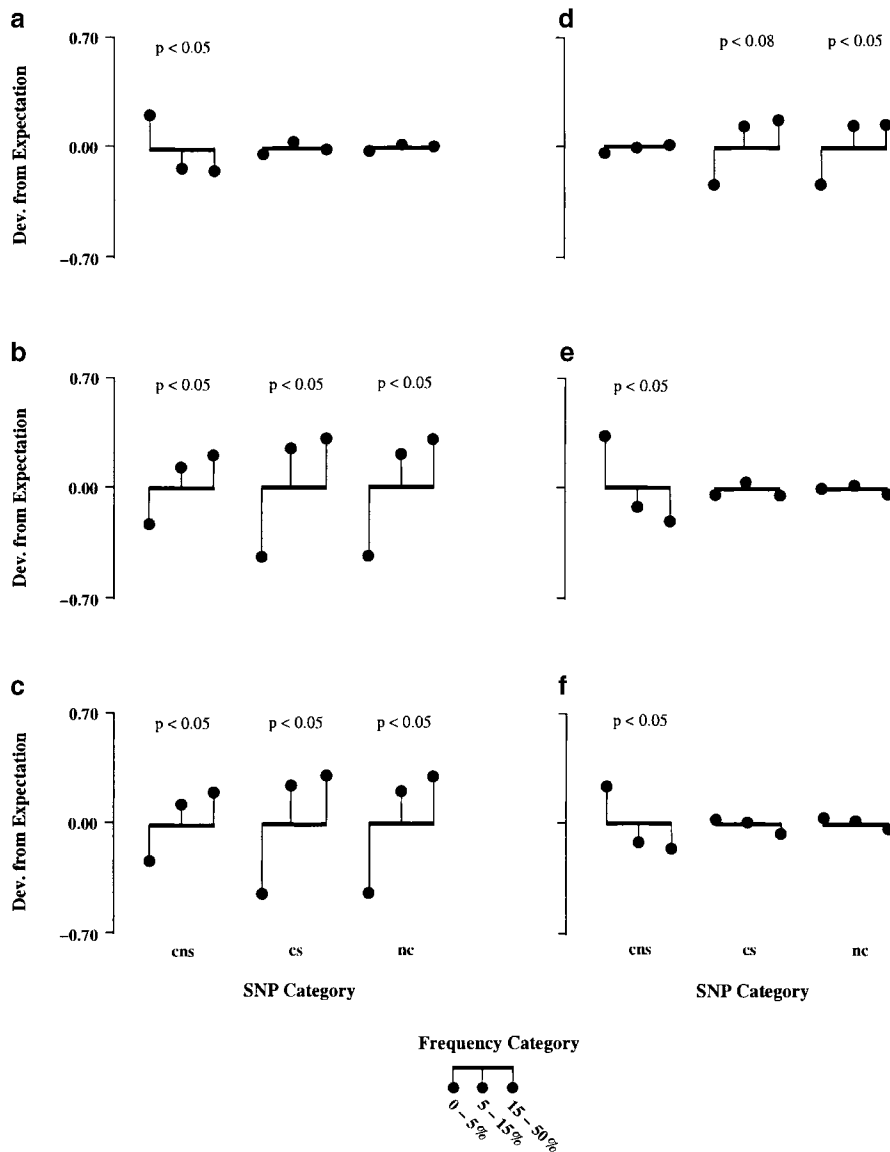 a
0.70
0.00
−0.70
Dev. from Expectation
p < 0.05
d
p < 0.08
p < 0.05
b
0.70
0.00
−0.70
Dev. from Expectation
p < 0.05
p < 0.05
p < 0.05
e
p < 0.05
c
0.70
0.00
−0.70
Dev. from Expectation
p < 0.05
p < 0.05
p < 0.05
cns
cs
nc
SNP Category
f
p < 0.05
cns
cs
nc
SNP Category
Frequency Category
0 – 5%
5 – 15%
15 – 50%